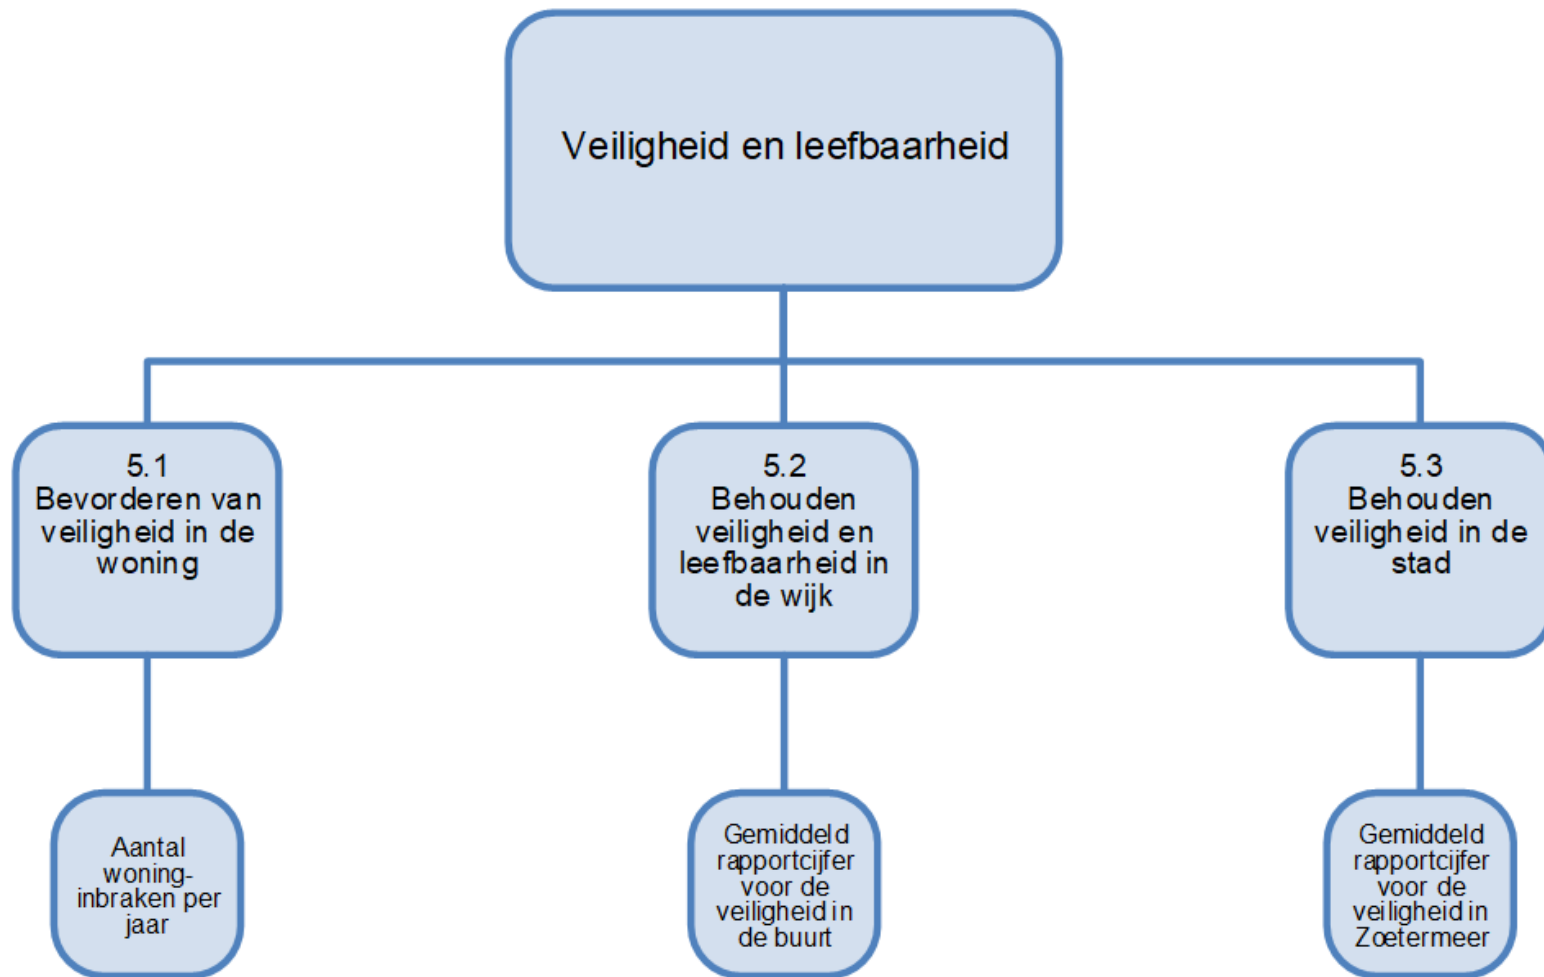 Veiligheid en leefbaarheid
5.1
Bevorderen van
veiligheid in de
woning
5.2
Behouden
veiligheid en
leefbaarheid in
de wijk
5.3
Behouden
veiligheid in de
stad
Aantal
woning-
inbraken per
jaar
Gemiddeld
rapportcijfer
voor de
veiligheid in
de buurt
Gemiddeld
rapportcijfer
voor de
veiligheid in
Zoetermeer